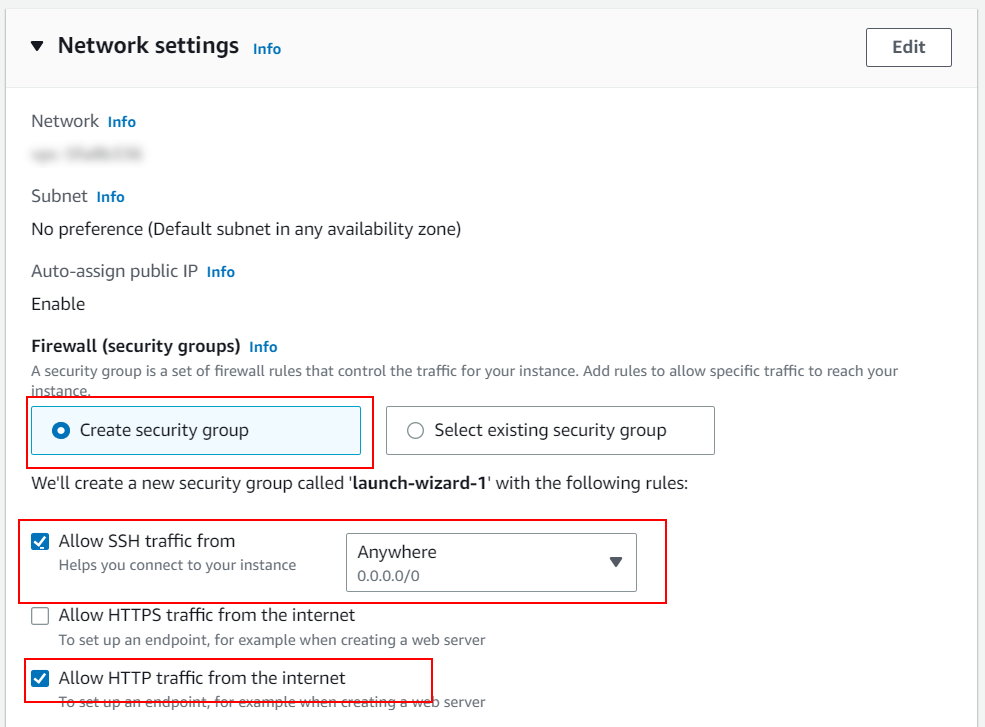 Network settings Info
Edit
Network Info
Subnet Info
No preference (Default subnet in any availability zone)
Auto-assign public IP Info
Enable
Firewall (security groups) Info
A security group is a set of firewall rules that control the traffic for your instance. Add rules to allow specific traffic to reach your
instance.
Create security group
Select existing security group
We'll create a new security group called 'launch-wizard-1' with the following rules:
Allow SSH traffic from
Helps you connect to your instance
Anywhere
0.0.0.0/0
Allow HTTPS traffic from the internet
To set up an endpoint, for example when creating a web server
Allow HTTP traffic from the internet
To set up an endpoint, for example when creating a web server